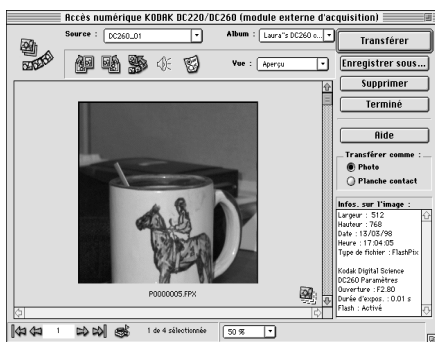 Accès numérique KODAK DC220/DC260 (module externe d'acquisition)
Source : DC260_01 Album : Laura"s DC260 c...
Vue : Aperçu
Transférer
Enregistrer sous...
Supprimer
Terminé
Aide
Transférer comme :
Photo
Planche contact
Infos. sur l'image :
Largeur : 512
Hauteur : 768
Date : 13/03/98
Heure : 17:04:05
Type de fichier : FlashPix
Kodak Digital Science
DC260 Paramètres
Ouverture : F2.80
Durée d'expos. : 0.01 s
Flash : Activé
P0000005.FPX
1 1 de 4 sélectionnée 50 %